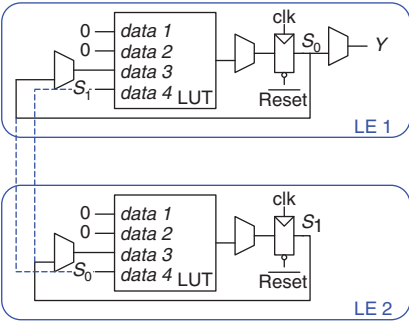 clk
0 data 1
0 data 2
data 3
S1 data 4 LUT
S0
Y
Reset
LE 1
clk
0 data 1
0 data 2
data 3
S0 data 4 LUT
S1
Reset
LE 2